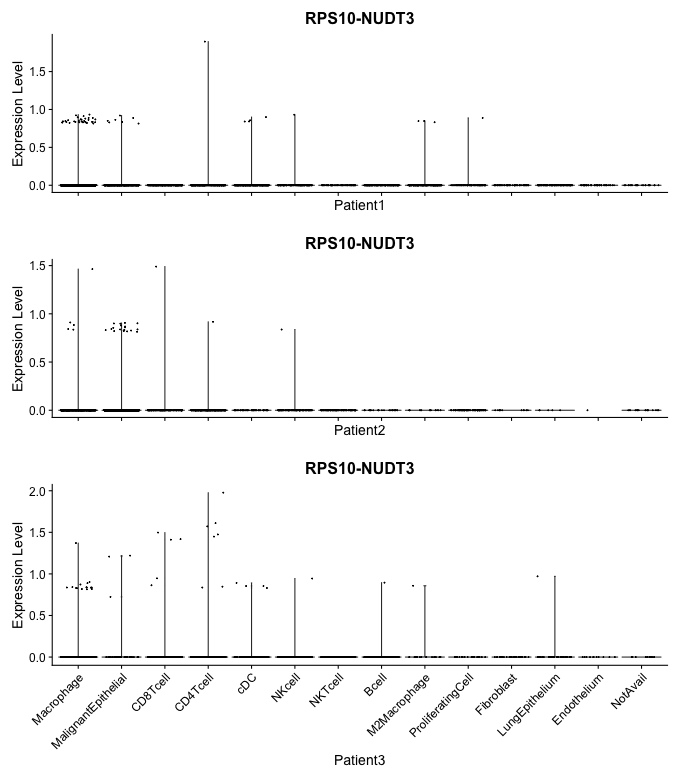 RPS10-NUDT3
Expression Level
1.5
1.0
0.5
0.0
Patient1
RPS10-NUDT3
Expression Level
1.5
1.0
0.5
0.0
Patient2
RPS10-NUDT3
Expression Level
2.0
1.5
1.0
0.5
0.0
Macrophage
MalignantEpithelial
CD8Tcell
CD4Tcell
cDC
NKcell
NKTcell
Bcell
M2Macrophage
ProliferatingCell
Fibroblast
LungEpithelium
Endothelium
NotAvail
Patient3